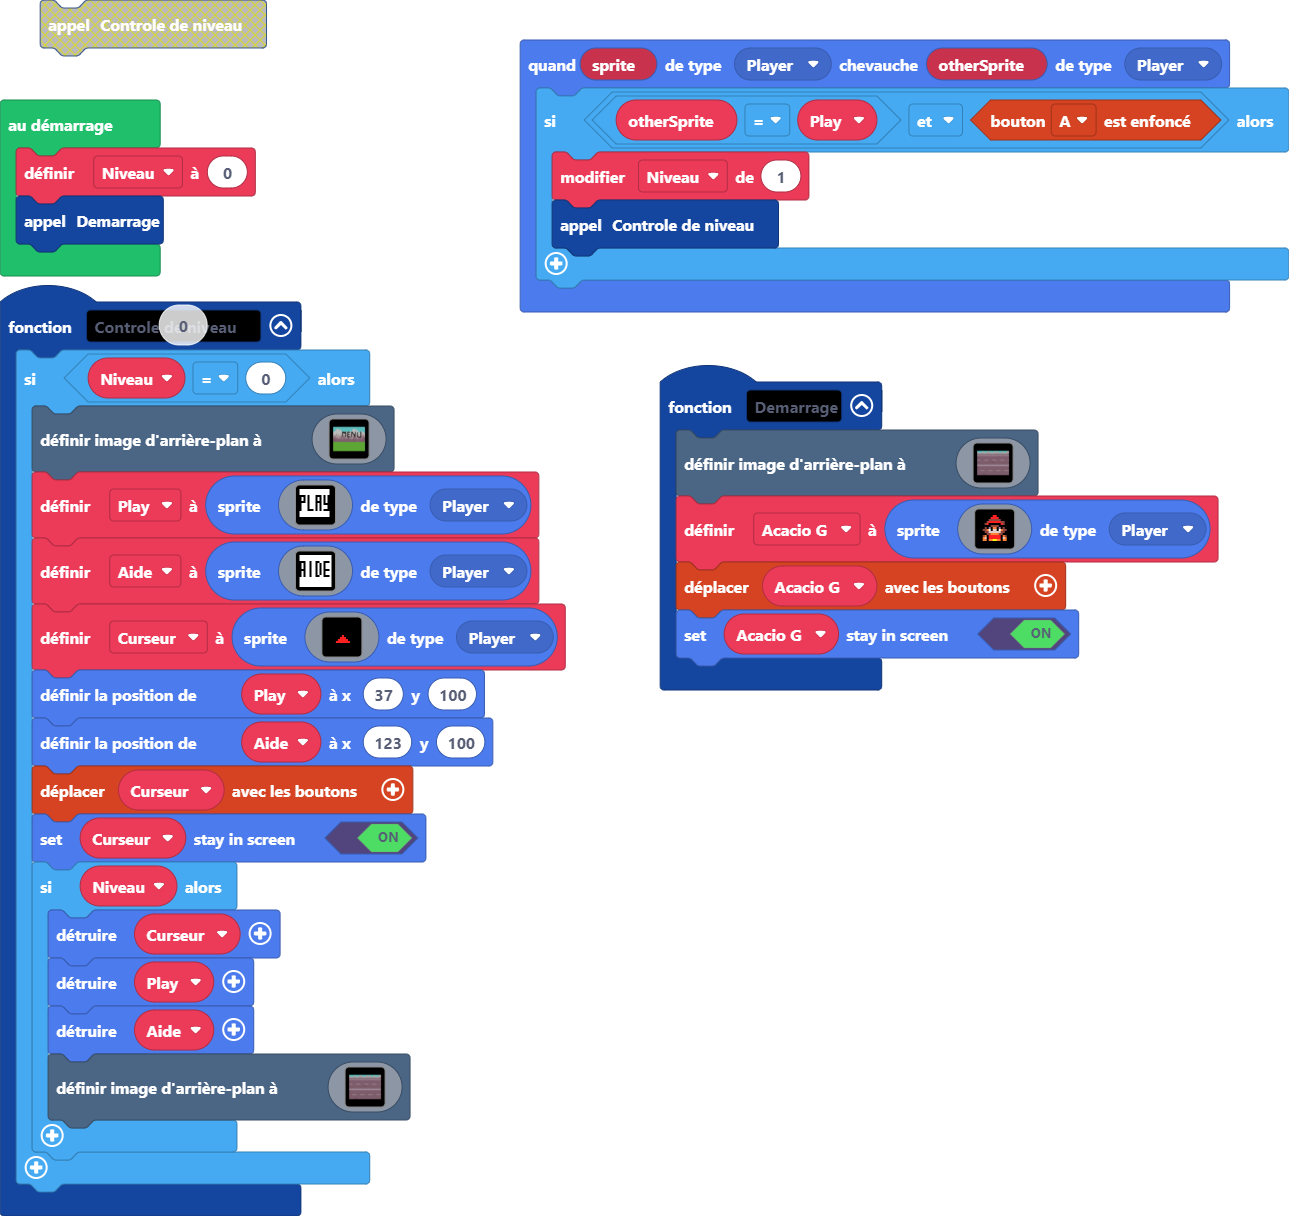 appel Controle de niveau
au démarrage
définir Niveau à 0
appel Demarrage
fonction Controle de niveau
0
si Niveau = 0 alors
définir image d'arrière-plan à MENU
définir Play à sprite PLAY de type Player
définir Aide à sprite AIDE de type Player
définir Curseur à sprite de type Player
définir la position de Play à x 37 y 100
définir la position de Aide à x 123 y 100
déplacer Curseur avec les boutons
set Curseur stay in screen ON
si Niveau alors
détruire Curseur
détruire Play
détruire Aide
définir image d'arrière-plan à
quand sprite de type Player chevauche otherSprite de type Player
si otherSprite = Play et bouton A est enfoncé alors
modifier Niveau de 1
appel Controle de niveau
fonction Demarrage
définir image d'arrière-plan à
définir Acacio G à sprite de type Player
déplacer Acacio G avec les boutons
set Acacio G stay in screen ON